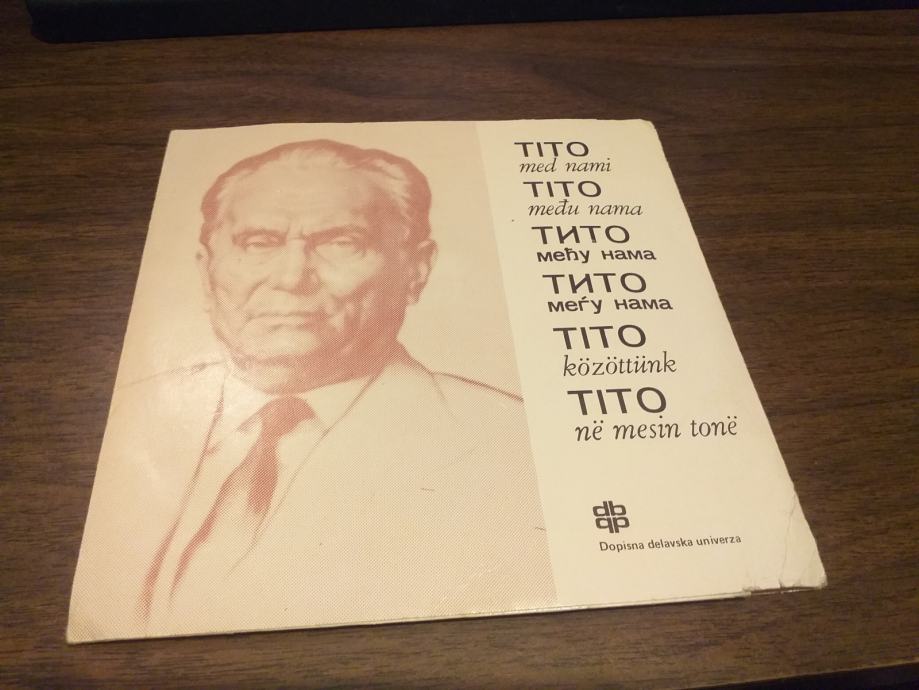 TITO
med nami
TITO
među nama
ТИТО
међу нама
ТИТО
меѓу нама
TITO
közöttünk
TITO
në mesin tonë
db
qp
Dopisna delavska univerza